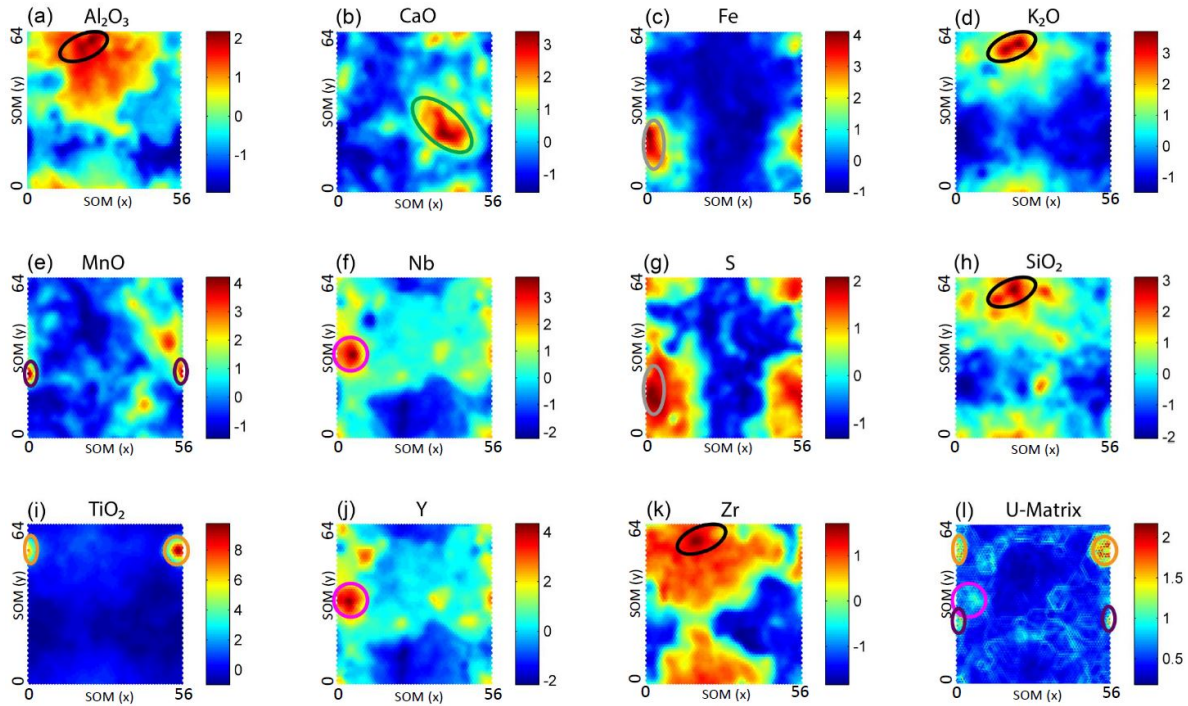 (a) Al₂O₃
64
SOM (y)
0
0 SOM (x) 56
2
1
0
-1
(b) CaO
64
SOM (y)
0
0 SOM (x) 56
3
2
1
0
-1
(c) Fe
64
SOM (y)
0
0 SOM (x) 56
4
3
2
1
0
-1
(d) K₂O
64
SOM (y)
0
0 SOM (x) 56
3
2
1
0
-1
(e) MnO
64
SOM (y)
0
0 SOM (x) 56
4
3
2
1
0
-1
(f) Nb
64
SOM (y)
0
0 SOM (x) 56
3
2
1
0
-1
-2
(g) S
64
SOM (y)
0
0 SOM (x) 56
2
1
0
-1
(h) SiO₂
64
SOM (y)
0
0 SOM (x) 56
3
2
1
0
-1
-2
(i) TiO₂
64
SOM (y)
0
0 SOM (x) 56
8
6
4
2
0
(j) Y
64
SOM (y)
0
0 SOM (x) 56
4
2
0
-2
(k) Zr
64
SOM (y)
0
0 SOM (x) 56
1
0
-1
(l) U-Matrix
64
SOM (y)
0
0 SOM (x) 56
2
1.5
1
0.5